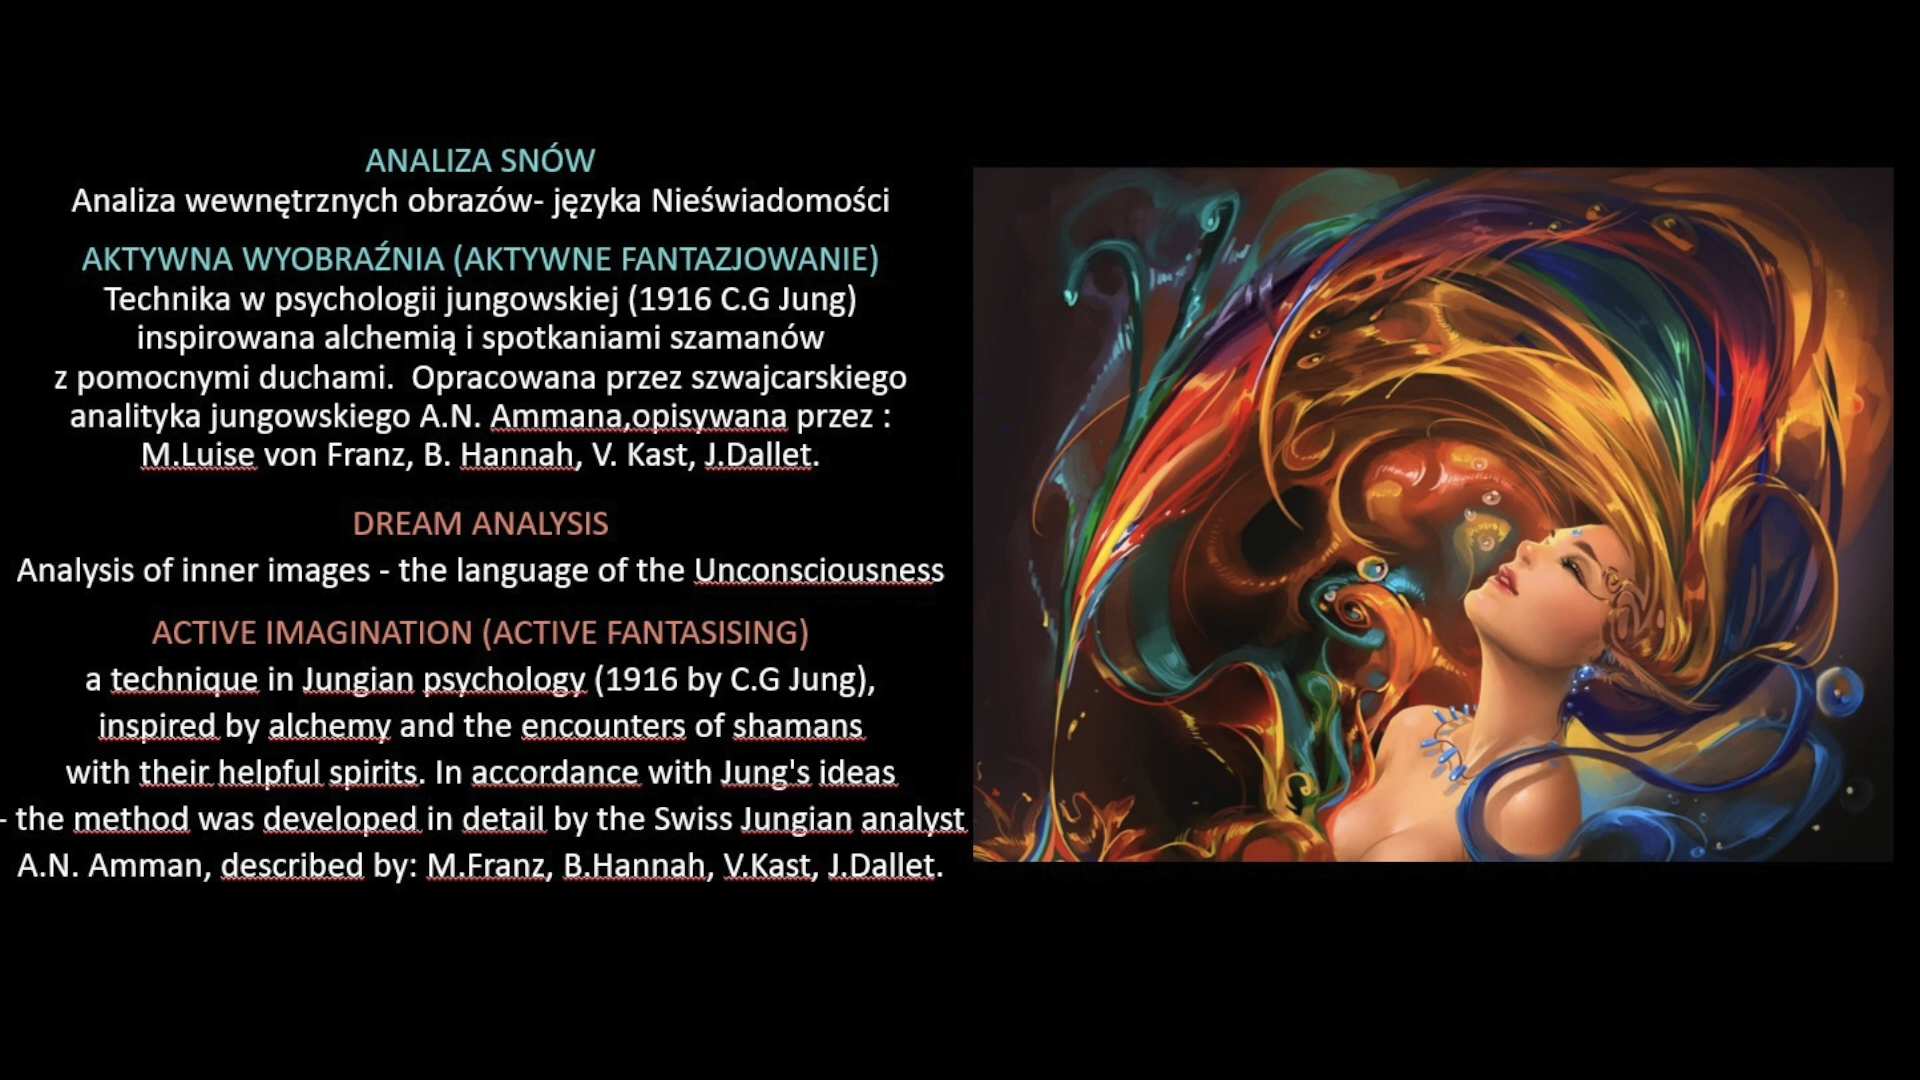 ANALIZA SNÓW
Analiza wewnętrznych obrazów- języka Nieświadomości
AKTYWNA WYOBRAŹNIA (AKTYWNE FANTAZJOWANIE)
Technika w psychologii jungowskiej (1916 C.G Jung)
inspirowana alchemią i spotkaniami szamanów
z pomocnymi duchami.  Opracowana przez szwajcarskiego
analityka jungowskiego A.N. Ammana,opisywana przez :
M.Luise von Franz, B. Hannah, V. Kast, J.Dallet.
DREAM ANALYSIS
Analysis of inner images - the language of the Unconsciousness
ACTIVE IMAGINATION (ACTIVE FANTASISING)
a technique in Jungian psychology (1916 by C.G Jung),
inspired by alchemy and the encounters of shamans
with their helpful spirits. In accordance with Jung's ideas
- the method was developed in detail by the Swiss Jungian analyst
A.N. Amman, described by: M.Franz, B.Hannah, V.Kast, J.Dallet.